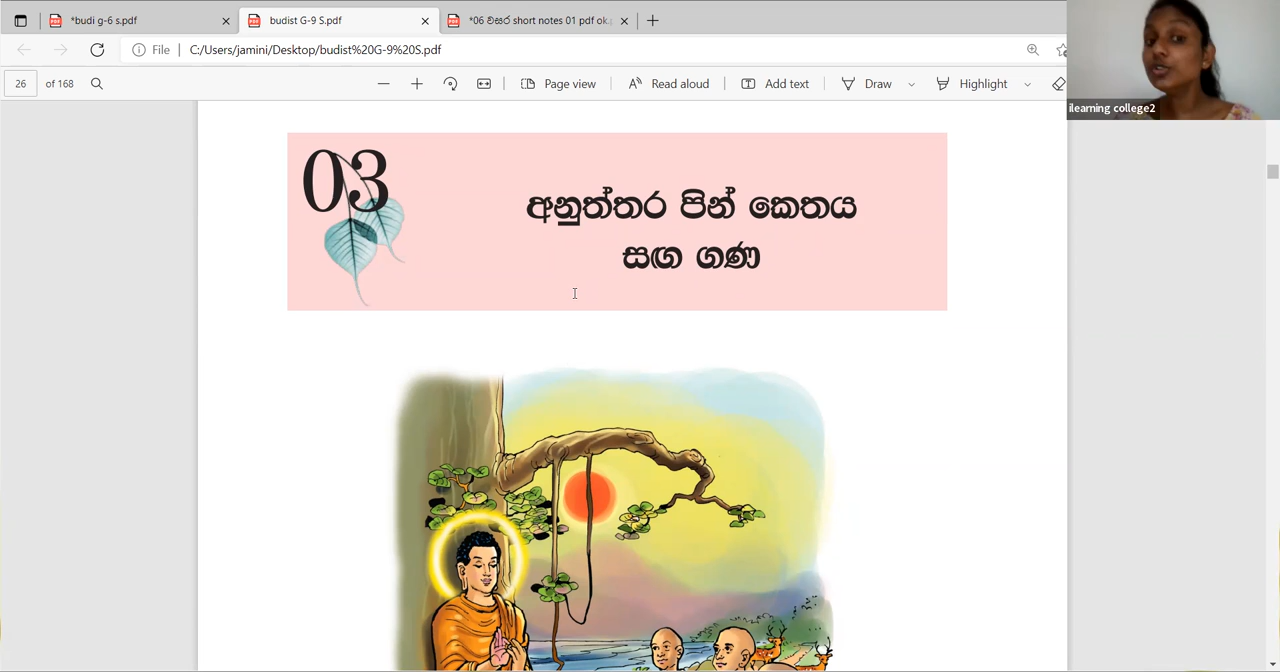 *budi g-6 s.pdf
budist G-9 S.pdf
*06 වසර short notes 01 pdf ok.
File
C:/Users/jamini/Desktop/budist%20G-9%20S.pdf
26 of 168
Page view
Read aloud
Add text
Draw
Highlight
ilearning college2
03
අනුත්තර පින් කෙතය
සඟ ගණ